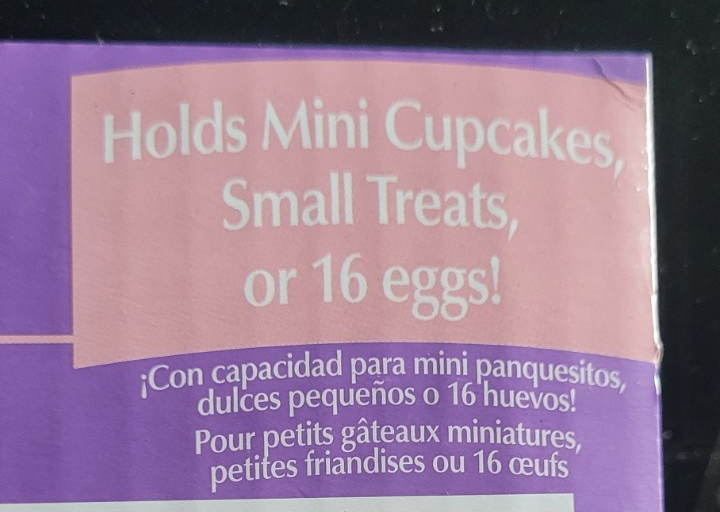 Holds Mini Cupcakes,
Small Treats,
or 16 eggs!
¡Con capacidad para mini panquesitos,
dulces pequeños o 16 huevos!
Pour petits gâteaux miniatures,
petites friandises ou 16 œufs